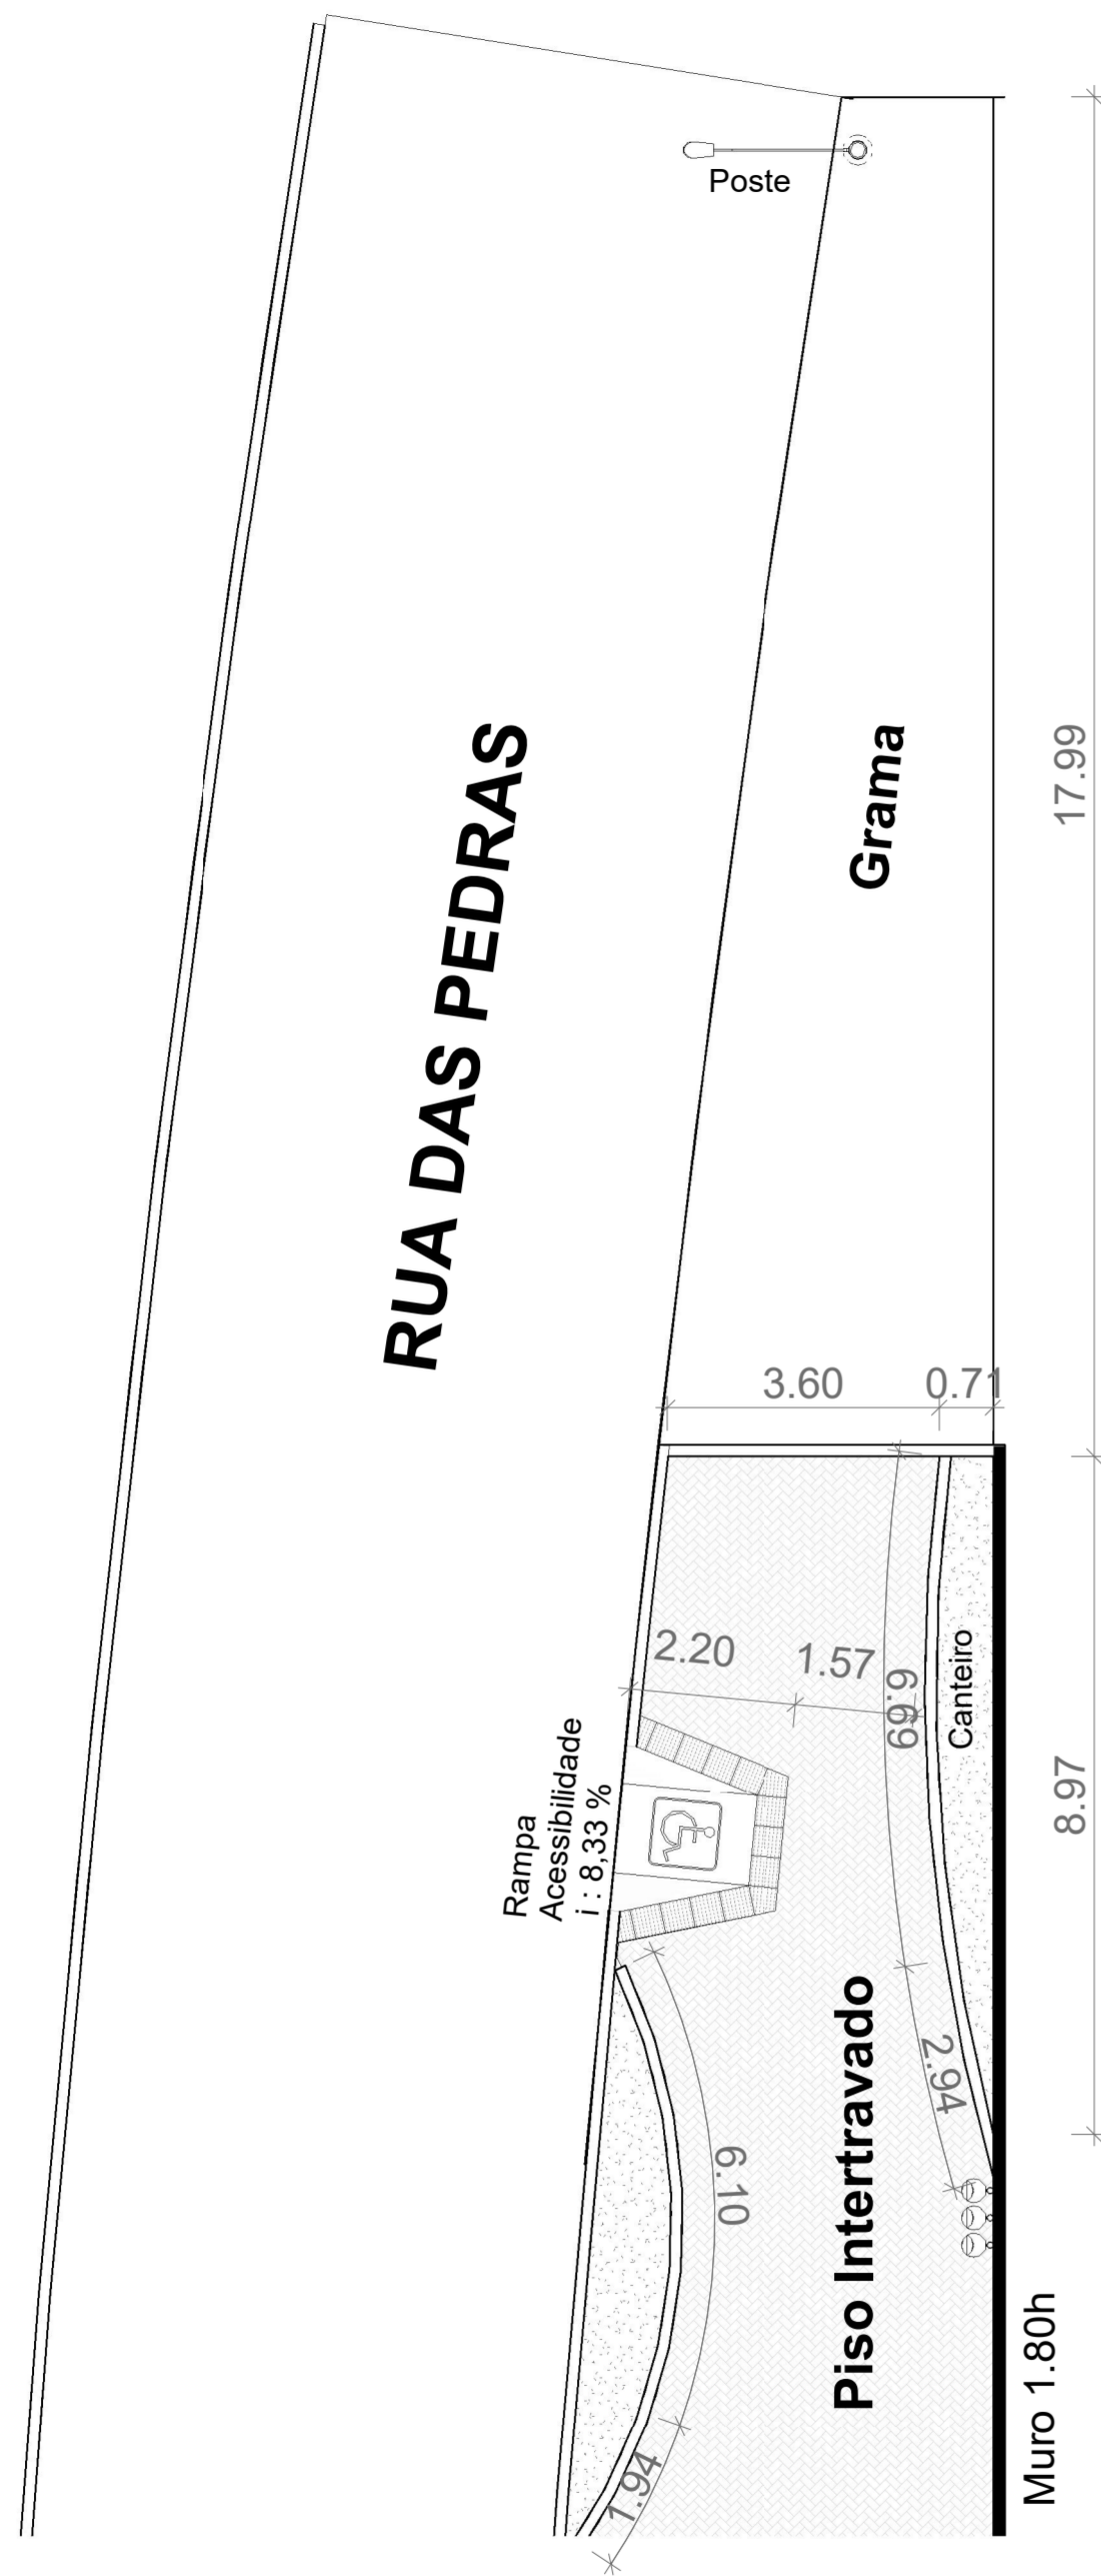 Poste
RUA DAS PEDRAS
Grama
17.99
3.60
0.71
2.20
1.57
6.69
Canteiro
8.97
Rampa
Acessibilidade
i : 8,33 %
2.94
6.10
Piso Intertravado
1.94
Muro 1.80h